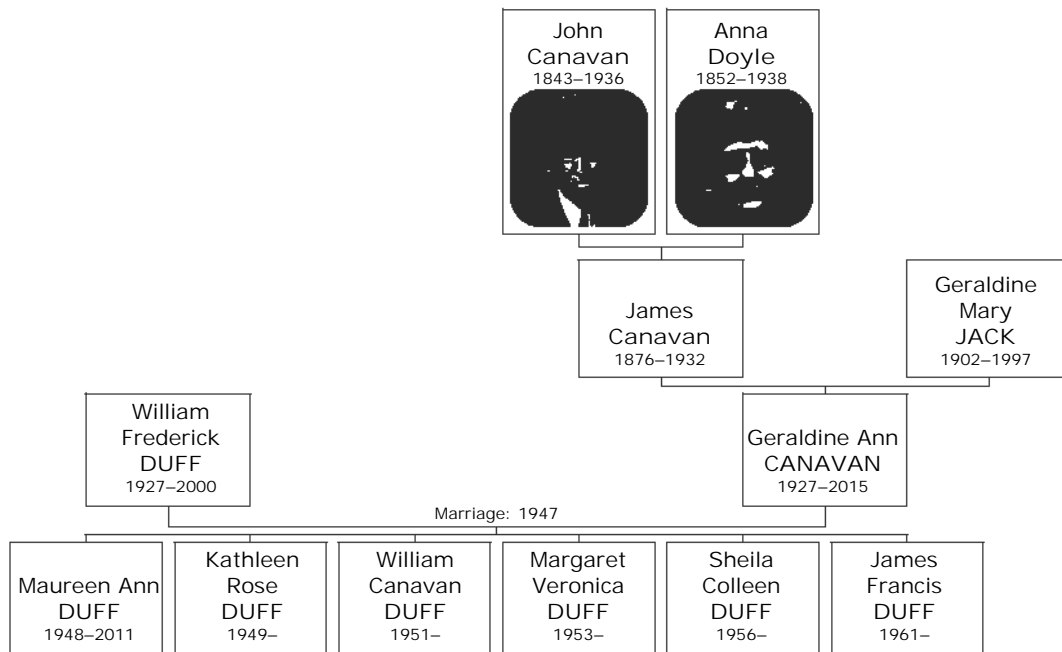 John
Canavan
1843–1936
Anna
Doyle
1852–1938
James
Canavan
1876–1932
Geraldine
Mary
JACK
1902–1997
William
Frederick
DUFF
1927–2000
Geraldine Ann
CANAVAN
1927–2015
Marriage: 1947
Maureen Ann
DUFF
1948–2011
Kathleen
Rose
DUFF
1949–
William
Canavan
DUFF
1951–
Margaret
Veronica
DUFF
1953–
Sheila
Colleen
DUFF
1956–
James
Francis
DUFF
1961–